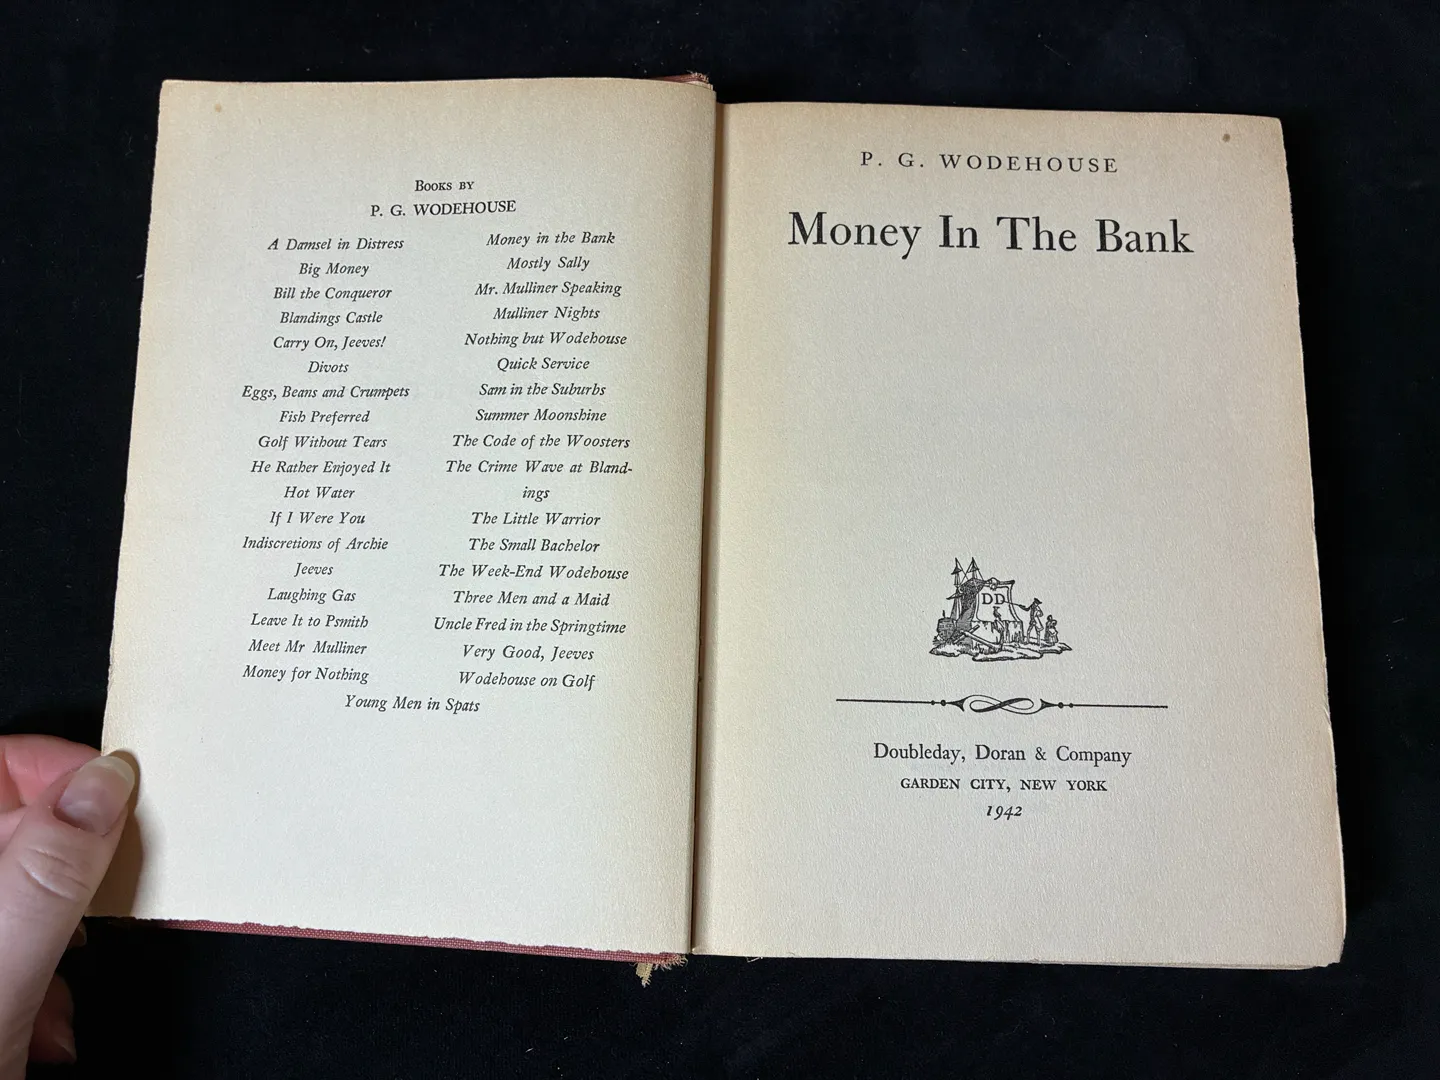 Books by
P. G. WODEHOUSE
A Damsel in Distress
Big Money
Bill the Conqueror
Blandings Castle
Carry On, Jeeves!
Divots
Eggs, Beans and Crumpets
Fish Preferred
Golf Without Tears
He Rather Enjoyed It
Hot Water
If I Were You
Indiscretions of Archie
Jeeves
Laughing Gas
Leave It to Psmith
Meet Mr Mulliner
Money for Nothing
Money in the Bank
Mostly Sally
Mr. Mulliner Speaking
Mulliner Nights
Nothing but Wodehouse
Quick Service
Sam in the Suburbs
Summer Moonshine
The Code of the Woosters
The Crime Wave at Bland-
ings
The Little Warrior
The Small Bachelor
The Week-End Wodehouse
Three Men and a Maid
Uncle Fred in the Springtime
Very Good, Jeeves
Wodehouse on Golf
Young Men in Spats
P. G. WODEHOUSE
Money In The Bank
DD
Doubleday, Doran & Company
GARDEN CITY, NEW YORK
1942